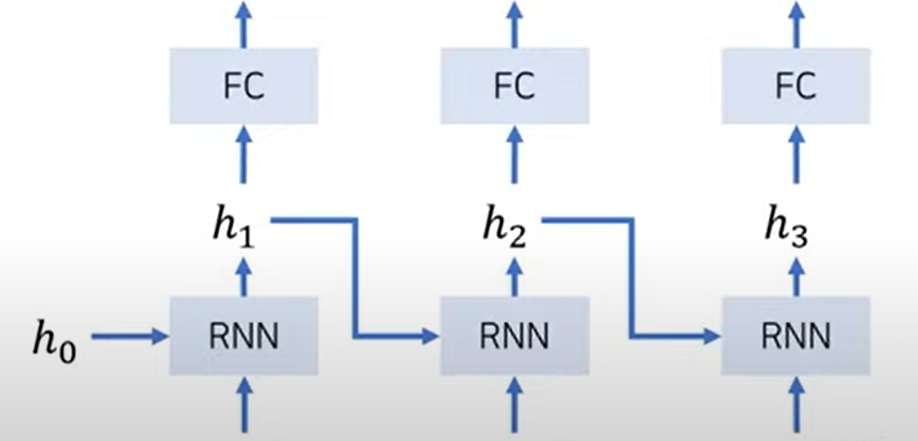 FC FC FC
h₁ h₂ h₃
h₀ RNN RNN RNN